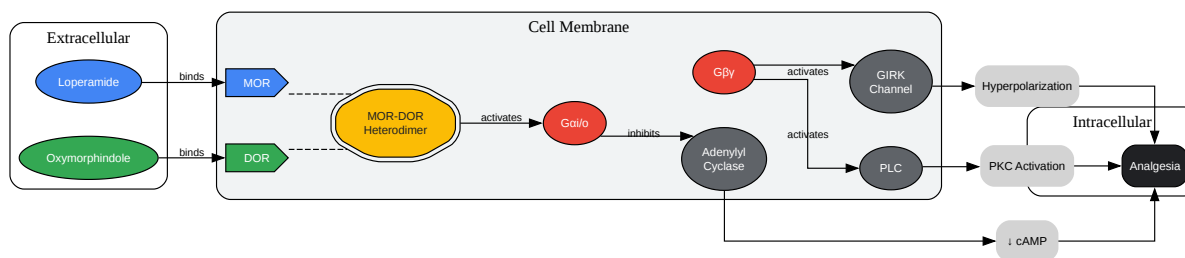 Extracellular
Loperamide
Oxymorphindole
binds
binds
Cell Membrane
MOR
DOR
MOR-DOR
Heterodimer
activates
Gαi/o
inhibits
Gβγ
activates
activates
Adenylyl
Cyclase
GIRK
Channel
PLC
Hyperpolarization
Intracellular
PKC Activation
Analgesia
↓ cAMP